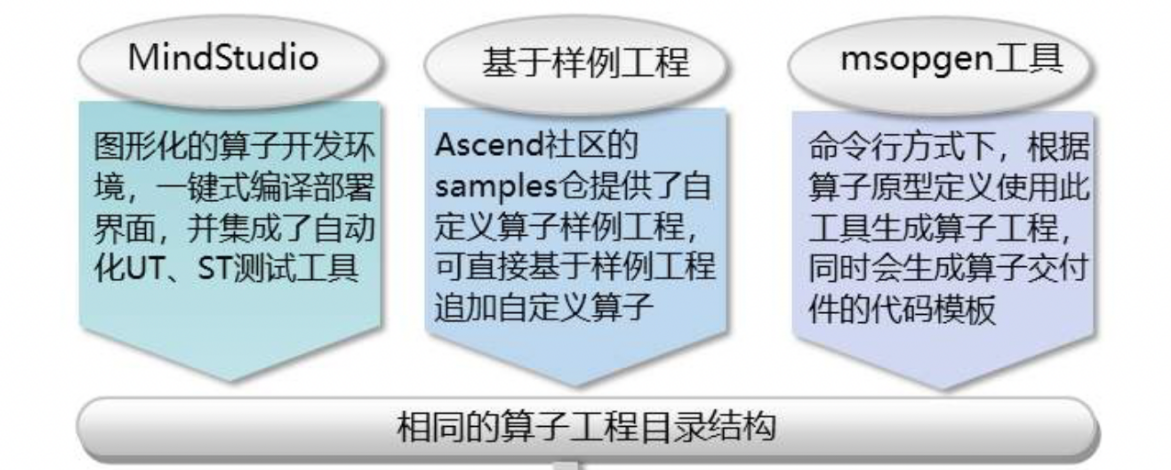 MindStudio
图形化的算子开发环
境，一键式编译部署
界面，并集成了自动
化UT、ST测试工具
基于样例工程
Ascend社区的
samples仓提供了自
定义算子样例工程，
可直接基于样例工程
追加自定义算子
msopgen工具
命令行方式下，根据
算子原型定义使用此
工具生成算子工程，
同时会生成算子交付
件的代码模板
相同的算子工程目录结构